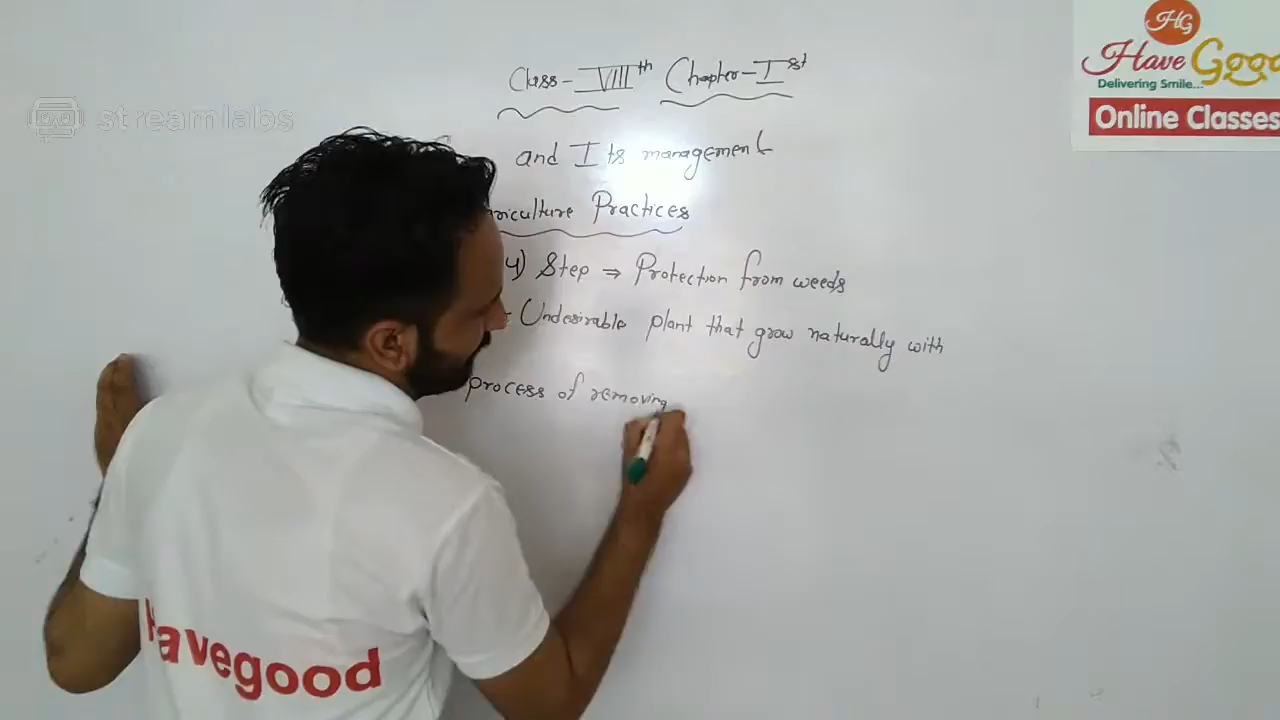 streamlabs
HG
Have Good
Delivering Smile...
Online Classes
Class-VIIIth Chapter-Ist
and Its management
riculture Practices
4) Step ⇒ Protection from weeds
Undesirable plant that grow naturally with
process of removing
Havegood